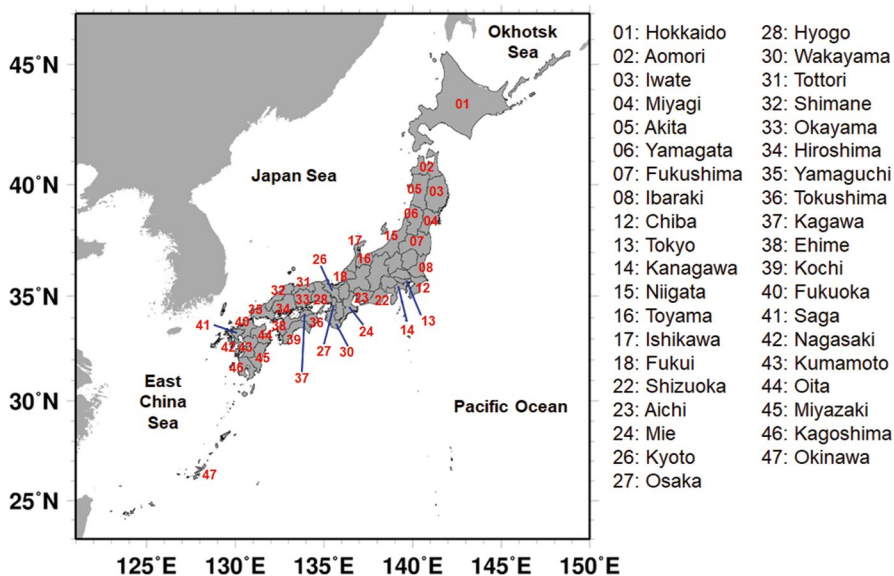 Okhotsk
Sea
45°N
01
Japan Sea
02
40°N
05
03
06
04
17
15
07
26
16
31
18
08
32
35°N
33
28
23
22
12
35
34
41
40
38
36
14
13
44
39
24
42
43
27
30
45
46
37
East
China
Sea
30°N
Pacific Ocean
47
25°N
125°E
130°E
135°E
140°E
145°E
150°E
01: Hokkaido
02: Aomori
03: Iwate
04: Miyagi
05: Akita
06: Yamagata
07: Fukushima
08: Ibaraki
12: Chiba
13: Tokyo
14: Kanagawa
15: Niigata
16: Toyama
17: Ishikawa
18: Fukui
22: Shizuoka
23: Aichi
24: Mie
26: Kyoto
27: Osaka
28: Hyogo
30: Wakayama
31: Tottori
32: Shimane
33: Okayama
34: Hiroshima
35: Yamaguchi
36: Tokushima
37: Kagawa
38: Ehime
39: Kochi
40: Fukuoka
41: Saga
42: Nagasaki
43: Kumamoto
44: Oita
45: Miyazaki
46: Kagoshima
47: Okinawa